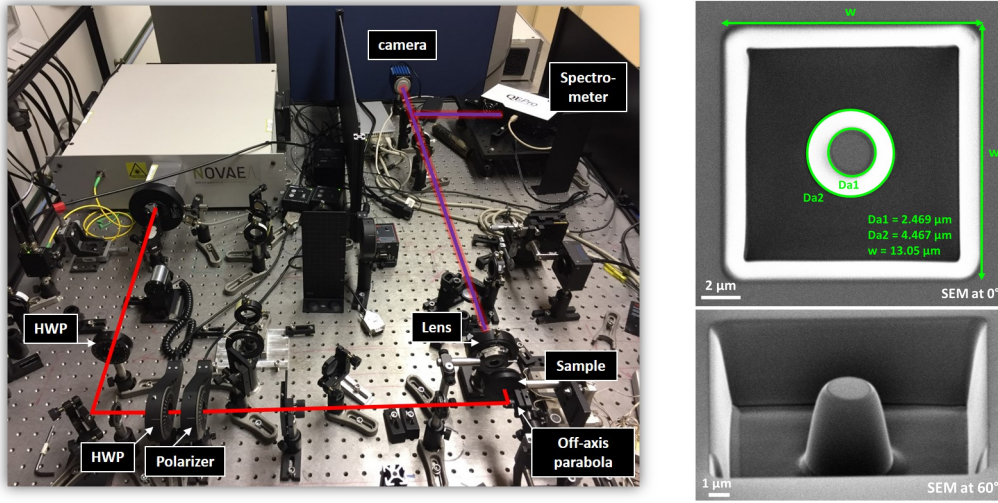 camera
Spectro-
meter
QEPro
NOVAE
HWP
Lens
Sample
HWP
Polarizer
Off-axis
parabola
w
w
Da1
Da2
Da1 = 2.469 µm
Da2 = 4.467 µm
w = 13.05 µm
2 µm
SEM at 0°
1 µm
SEM at 60°